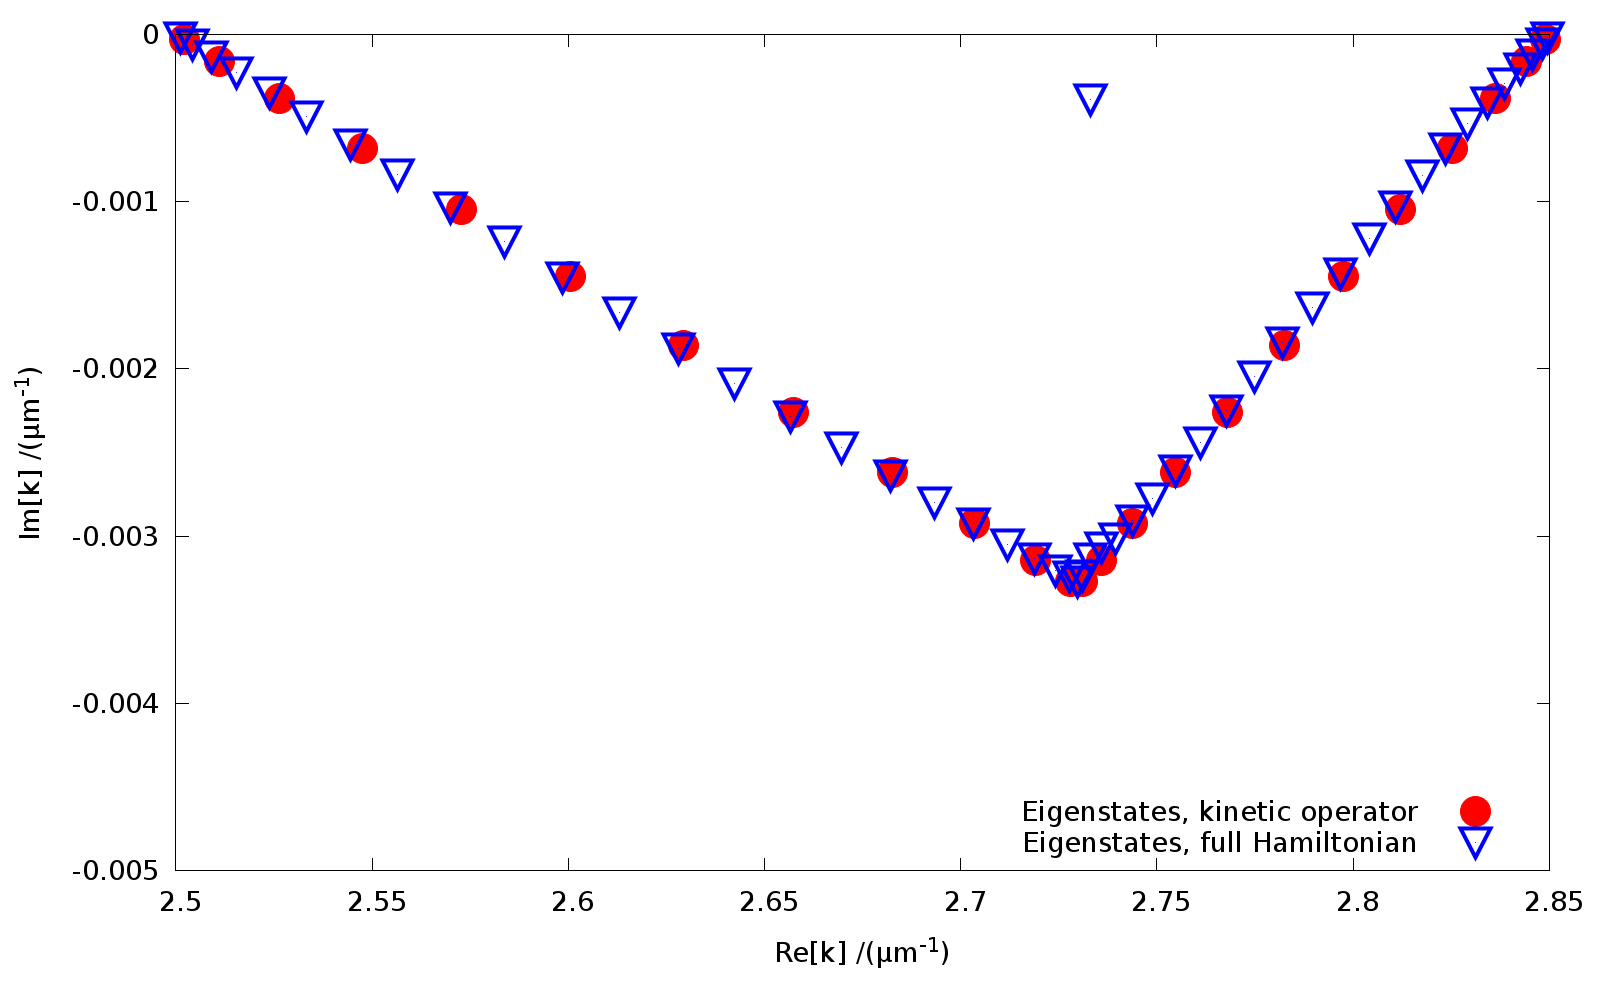 0
-0.001
-0.002
-0.003
-0.004
-0.005
2.5 2.55 2.6 2.65 2.7 2.75 2.8 2.85
Im[k] /(µm⁻¹)
Re[k] /(µm⁻¹)
Eigenstates, kinetic operator
Eigenstates, full Hamiltonian